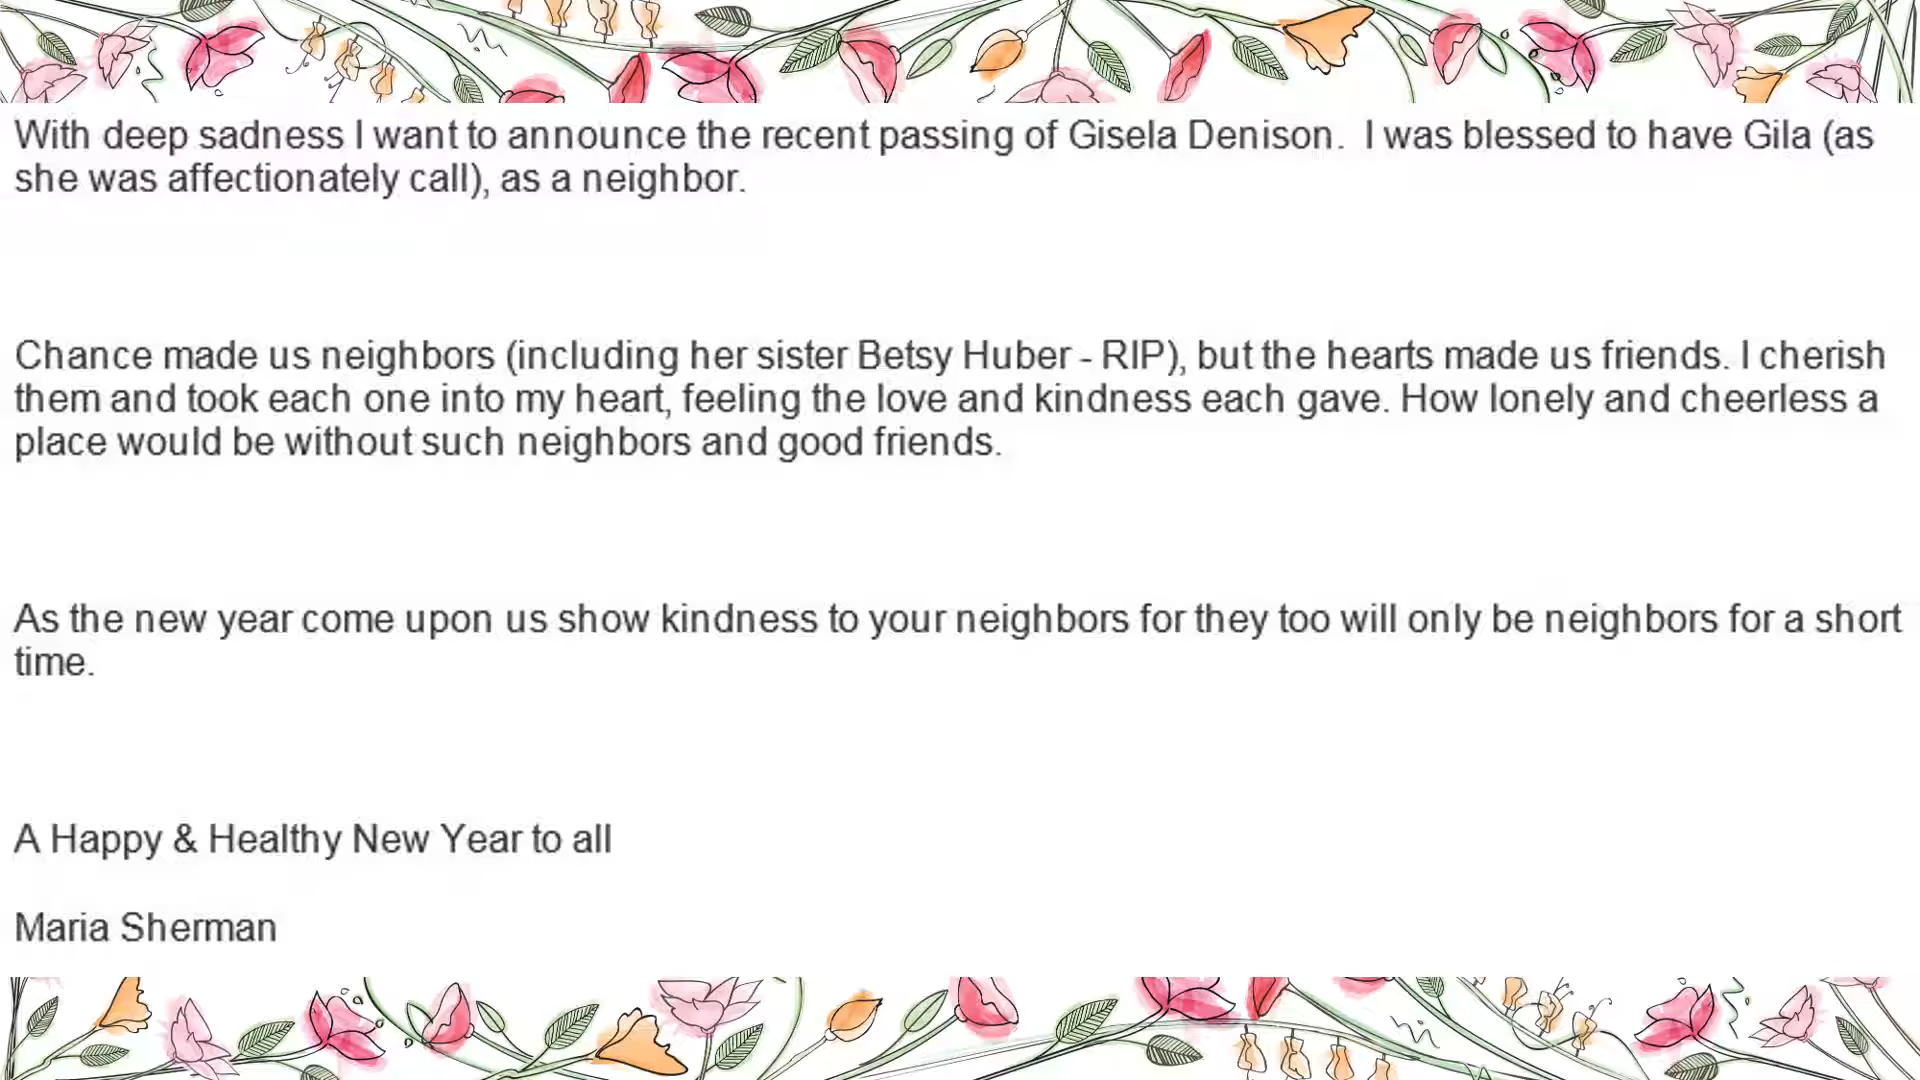 With deep sadness I want to announce the recent passing of Gisela Denison.  I was blessed to have Gila (as
she was affectionately call), as a neighbor.
Chance made us neighbors (including her sister Betsy Huber - RIP), but the hearts made us friends. I cherish
them and took each one into my heart, feeling the love and kindness each gave. How lonely and cheerless a
place would be without such neighbors and good friends.
As the new year come upon us show kindness to your neighbors for they too will only be neighbors for a short
time.
A Happy & Healthy New Year to all
Maria Sherman